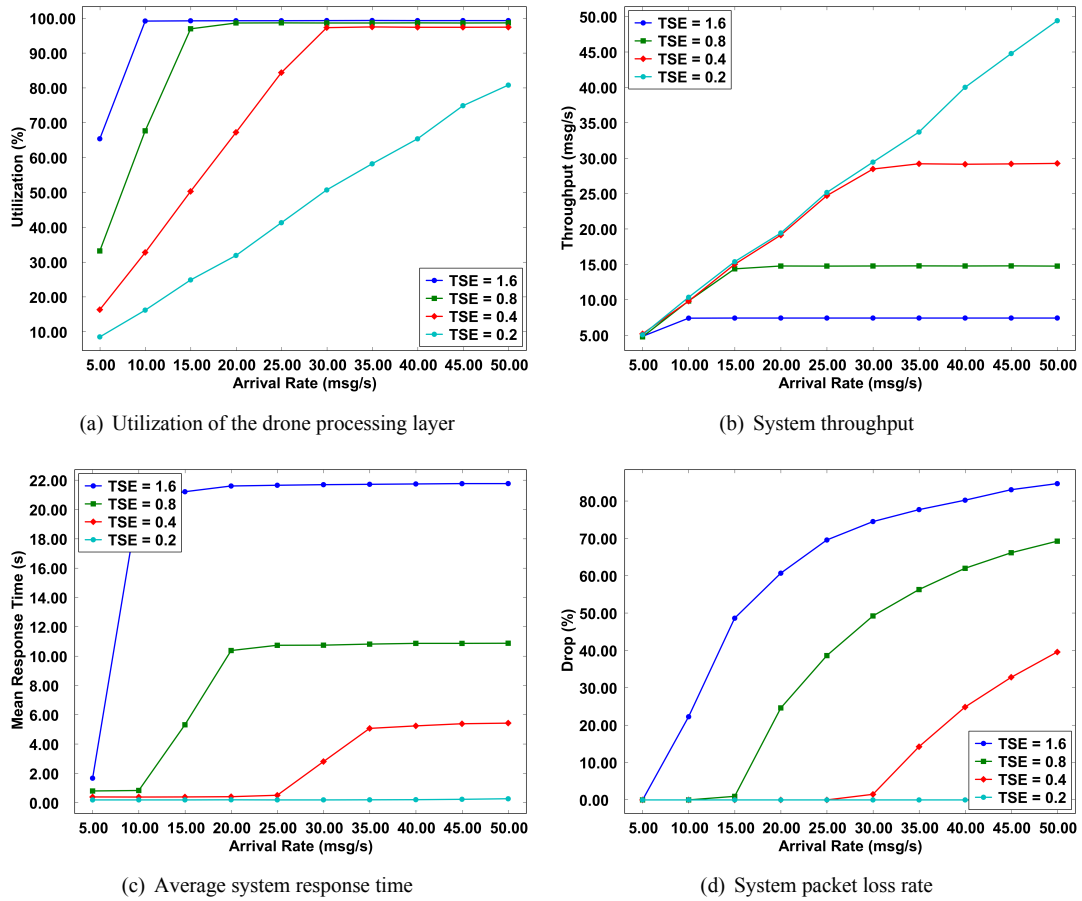 100.00
90.00
80.00
70.00
60.00
50.00
40.00
30.00
20.00
10.00
Utilization (%)
TSE = 1.6
TSE = 0.8
TSE = 0.4
TSE = 0.2
5.00 10.00 15.00 20.00 25.00 30.00 35.00 40.00 45.00 50.00
Arrival Rate (msg/s)
(a) Utilization of the drone processing layer
50.00
45.00
40.00
35.00
30.00
25.00
20.00
15.00
10.00
5.00
Throughput (msg/s)
TSE = 1.6
TSE = 0.8
TSE = 0.4
TSE = 0.2
5.00 10.00 15.00 20.00 25.00 30.00 35.00 40.00 45.00 50.00
Arrival Rate (msg/s)
(b) System throughput
22.00
20.00
18.00
16.00
14.00
12.00
10.00
8.00
6.00
4.00
2.00
0.00
Mean Response Time (s)
TSE = 1.6
TSE = 0.8
TSE = 0.4
TSE = 0.2
5.00 10.00 15.00 20.00 25.00 30.00 35.00 40.00 45.00 50.00
Arrival Rate (msg/s)
(c) Average system response time
80.00
70.00
60.00
50.00
40.00
30.00
20.00
10.00
0.00
Drop (%)
TSE = 1.6
TSE = 0.8
TSE = 0.4
TSE = 0.2
5.00 10.00 15.00 20.00 25.00 30.00 35.00 40.00 45.00 50.00
Arrival Rate (msg/s)
(d) System packet loss rate